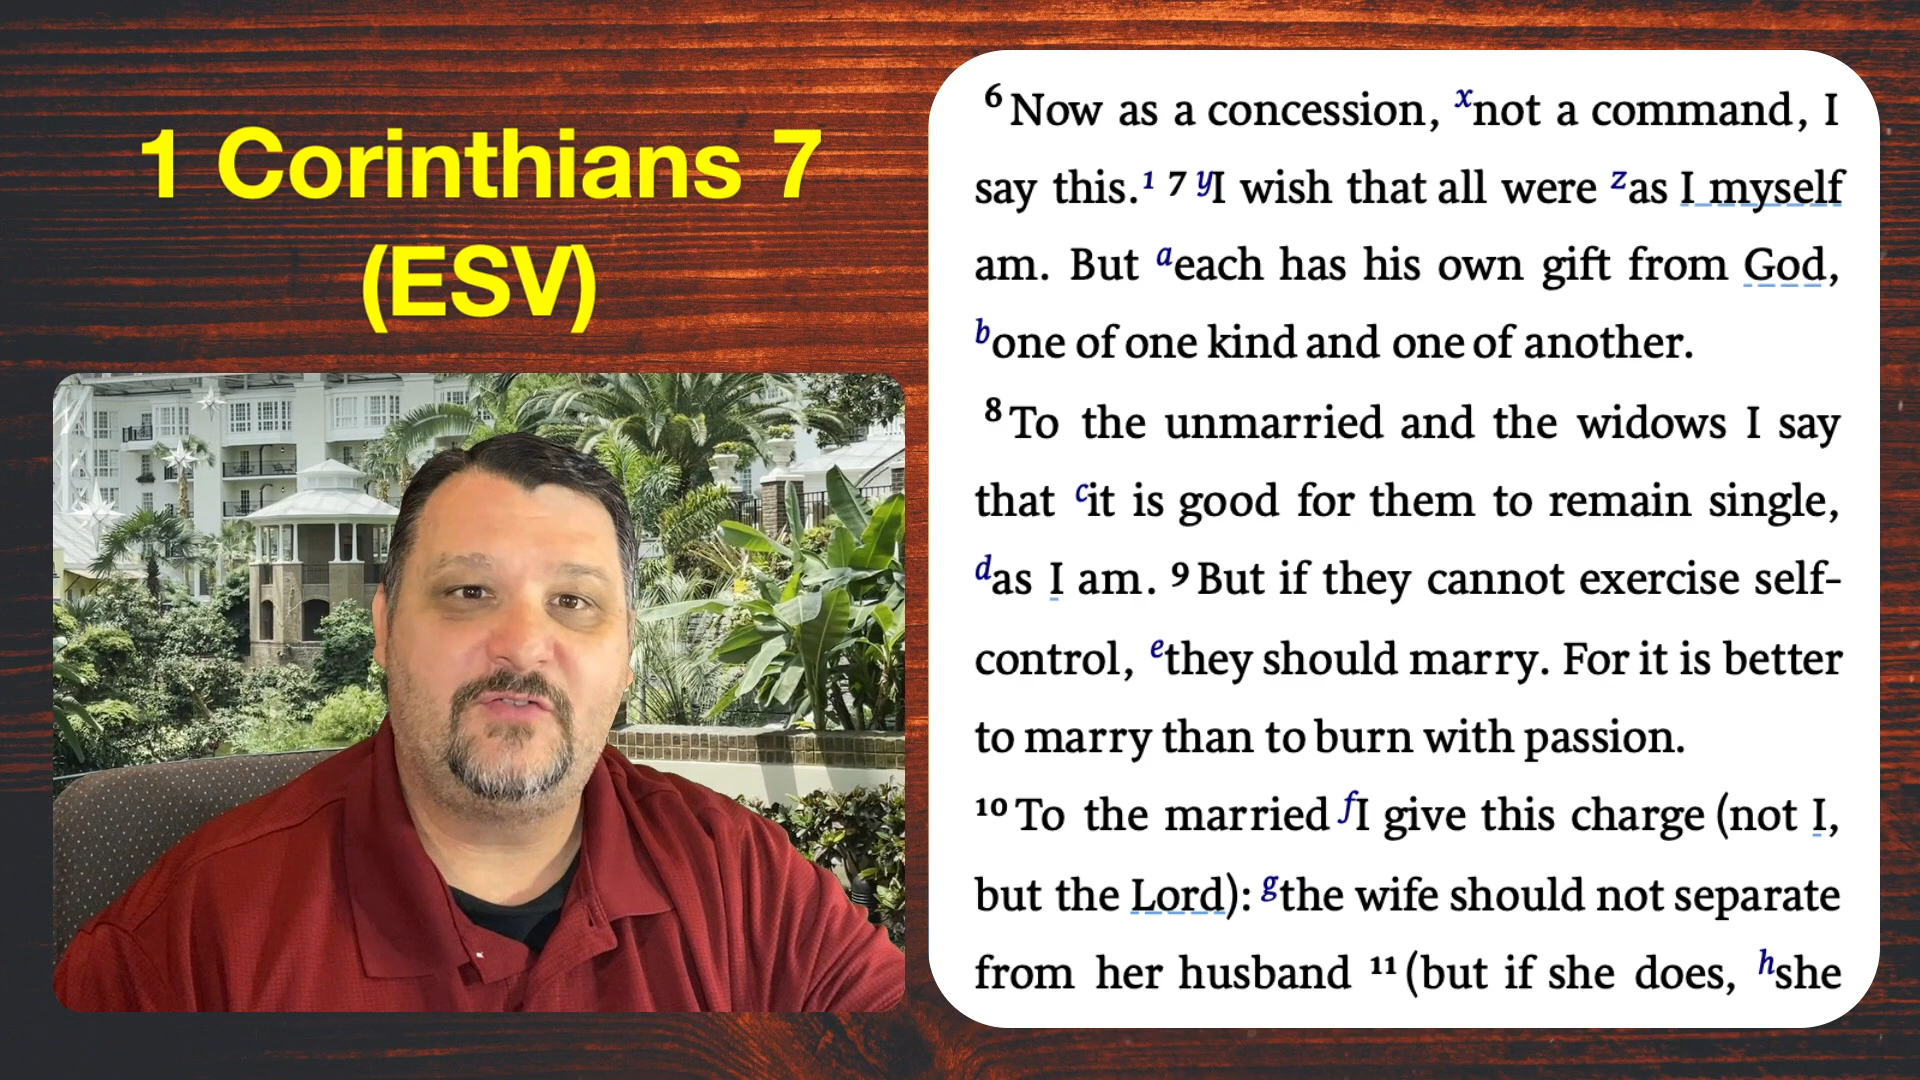 1 Corinthians 7
(ESV)
6 Now as a concession, x not a command, I
say this.1 7 y I wish that all were z as I myself
am. But a each has his own gift from God,
b one of one kind and one of another.
8 To the unmarried and the widows I say
that c it is good for them to remain single,
d as I am. 9 But if they cannot exercise self-
control, e they should marry. For it is better
to marry than to burn with passion.
10 To the married f I give this charge (not I,
but the Lord): g the wife should not separate
from her husband 11 (but if she does, h she